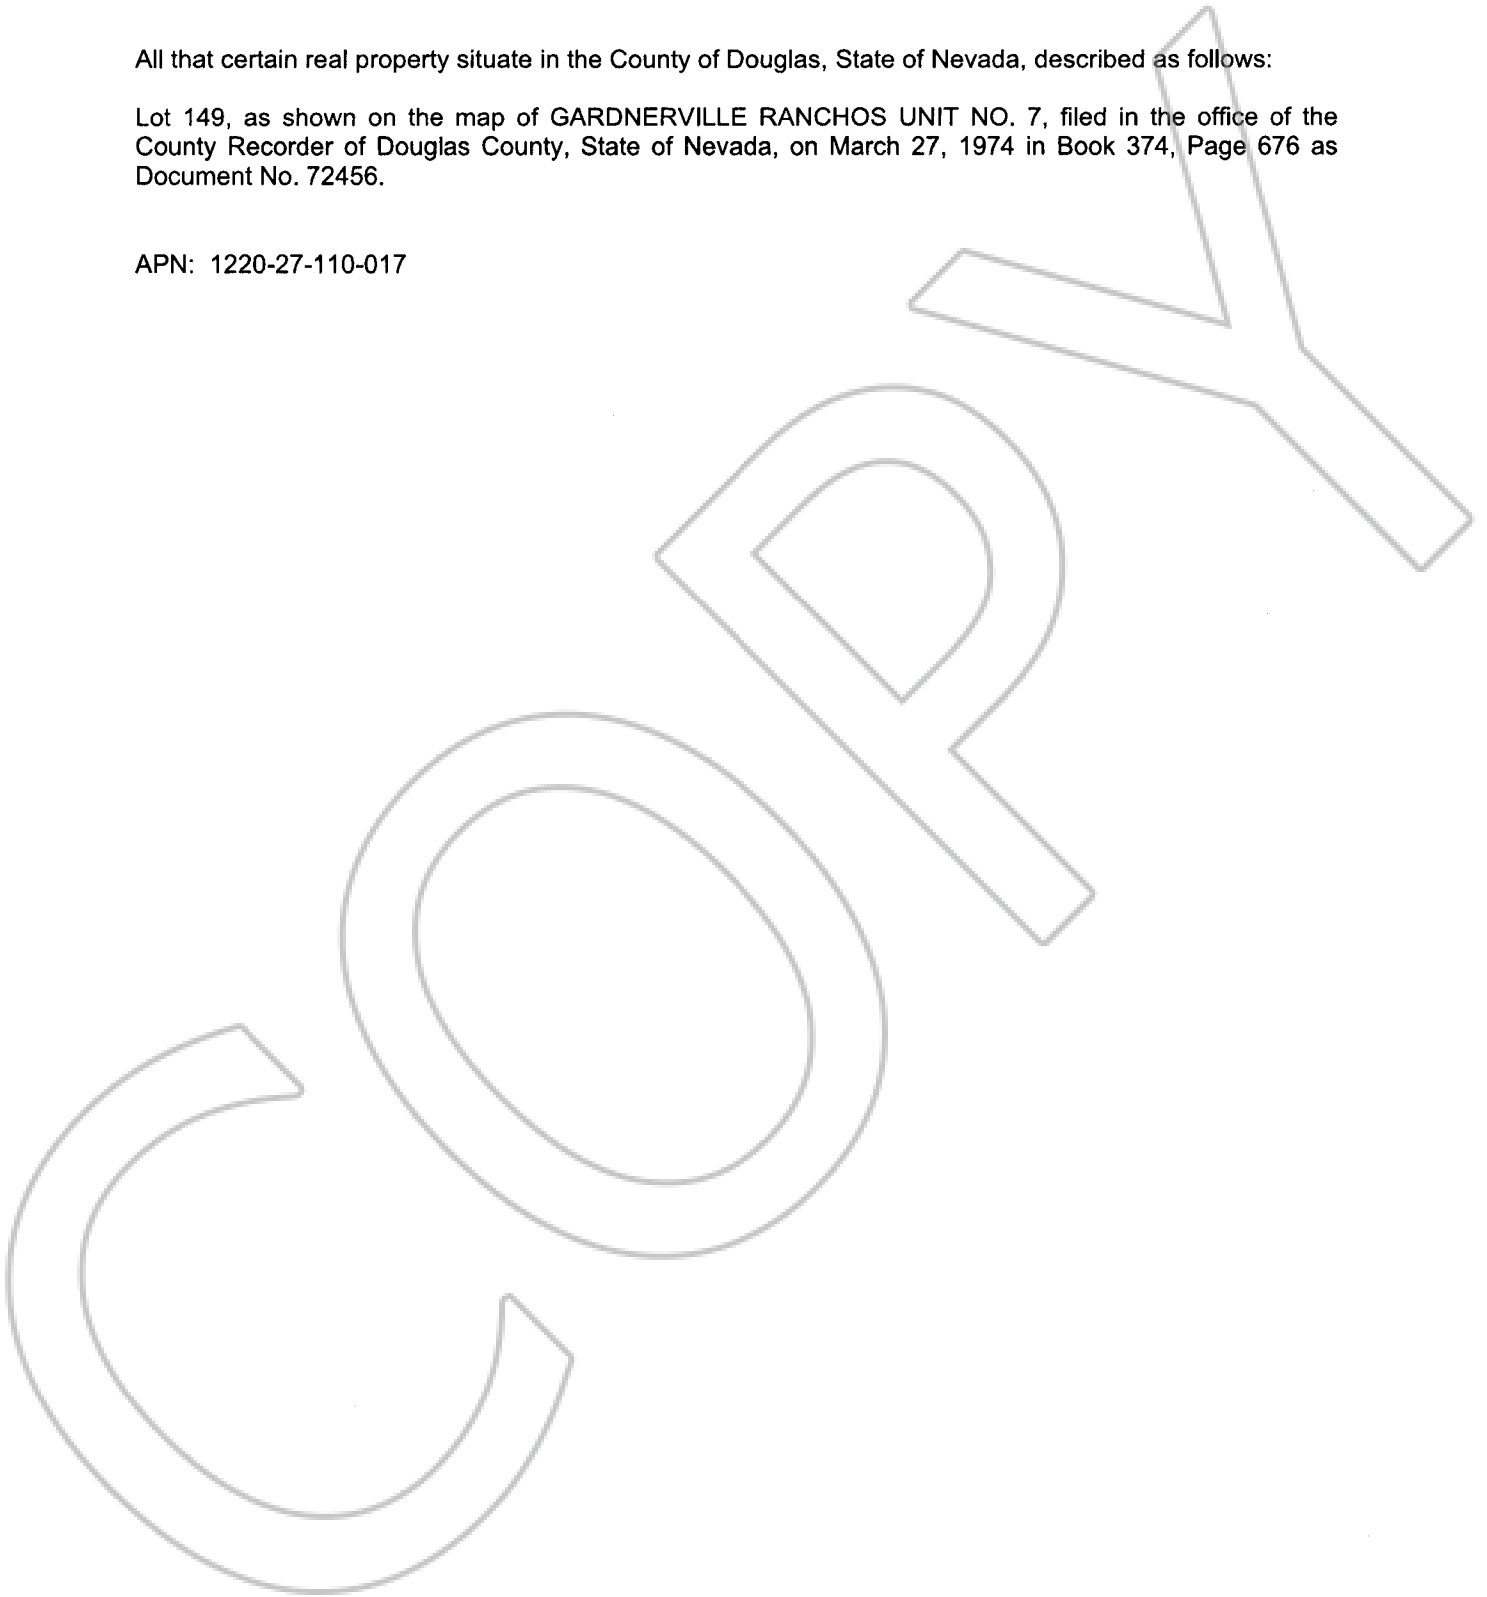 All that certain real property situate in the County of Douglas, State of Nevada, described as follows:
Lot 149, as shown on the map of GARDNERVILLE RANCHOS UNIT NO. 7, filed in the office of the
County Recorder of Douglas County, State of Nevada, on March 27, 1974 in Book 374, Page 676 as
Document No. 72456.
APN: 1220-27-110-017
COPY